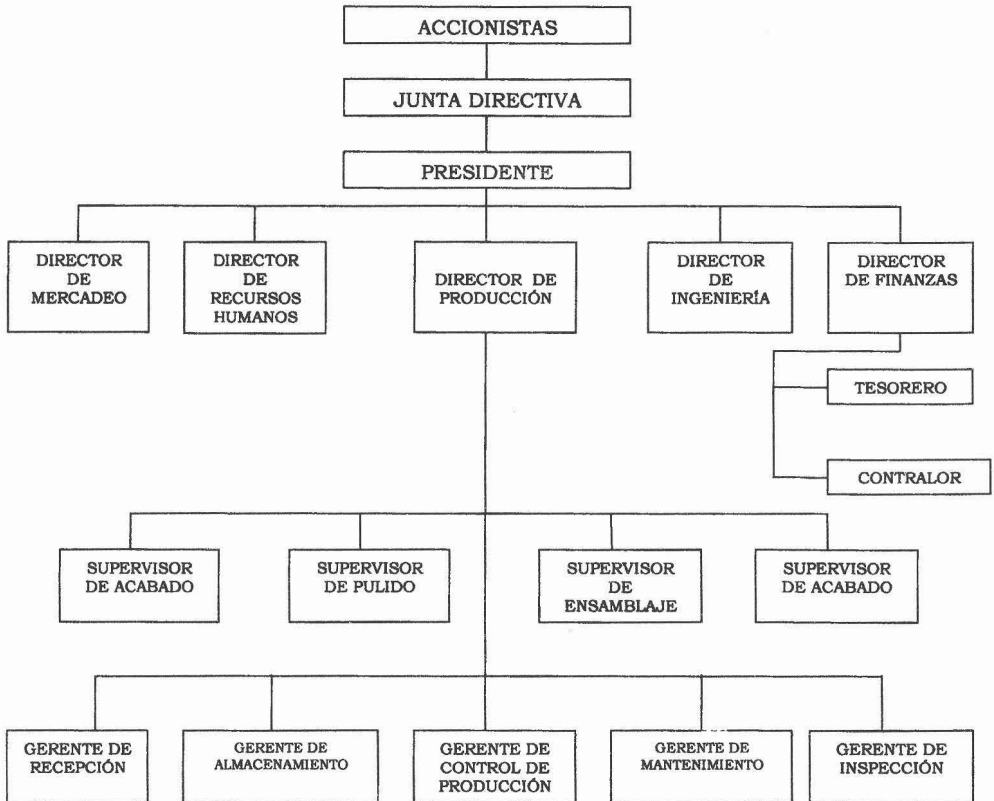 ACCIONISTAS
JUNTA DIRECTIVA
PRESIDENTE
DIRECTOR
DE
MERCADEO
DIRECTOR
DE
RECURSOS
HUMANOS
DIRECTOR DE
PRODUCCIÓN
DIRECTOR
DE
INGENIERÍA
DIRECTOR
DE FINANZAS
TESORERO
CONTRALOR
SUPERVISOR
DE ACABADO
SUPERVISOR
DE PULIDO
SUPERVISOR
DE
ENSAMBLAJE
SUPERVISOR
DE ACABADO
GERENTE DE
RECEPCIÓN
GERENTE DE
ALMACENAMIENTO
GERENTE DE
CONTROL DE
PRODUCCIÓN
GERENTE DE
MANTENIMIENTO
GERENTE DE
INSPECCIÓN